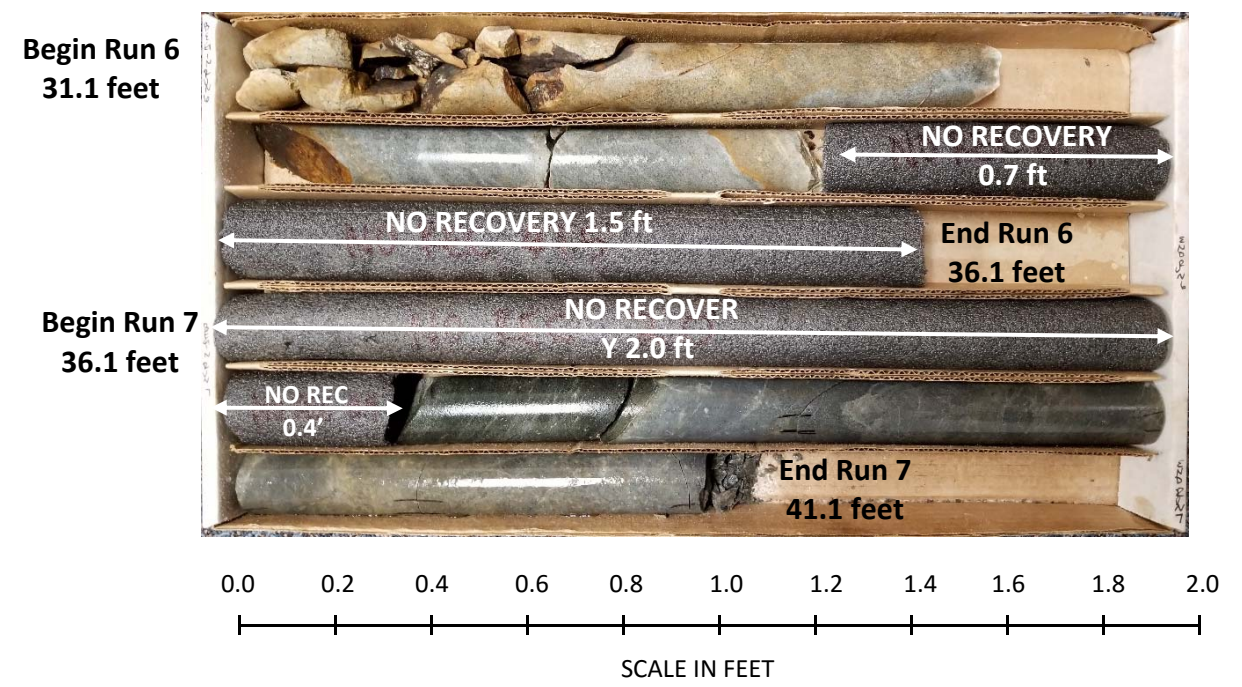 Begin Run 6
31.1 feet
NO RECOVERY
0.7 ft
NO RECOVERY 1.5 ft
End Run 6
36.1 feet
Begin Run 7
36.1 feet
NO RECOVER
Y 2.0 ft
NO REC
0.4’
End Run 7
41.1 feet
0.0 0.2 0.4 0.6 0.8 1.0 1.2 1.4 1.6 1.8 2.0
SCALE IN FEET